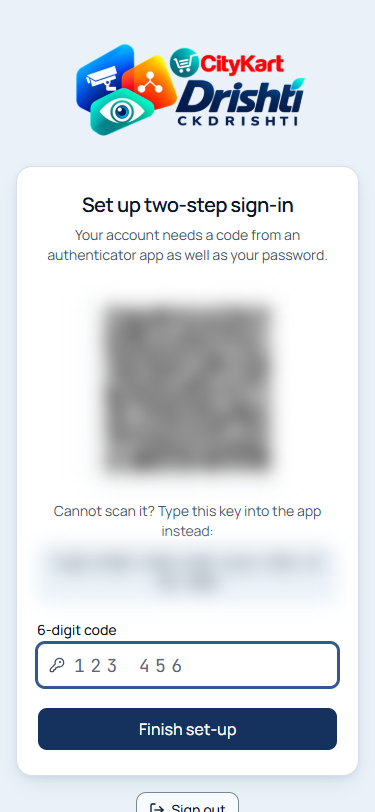 CityKart
Drishti
CKDRISHTI
Set up two-step sign-in
Your account needs a code from an
authenticator app as well as your password.
Cannot scan it? Type this key into the app
instead:
6-digit code
123 456
Finish set-up
Sign out